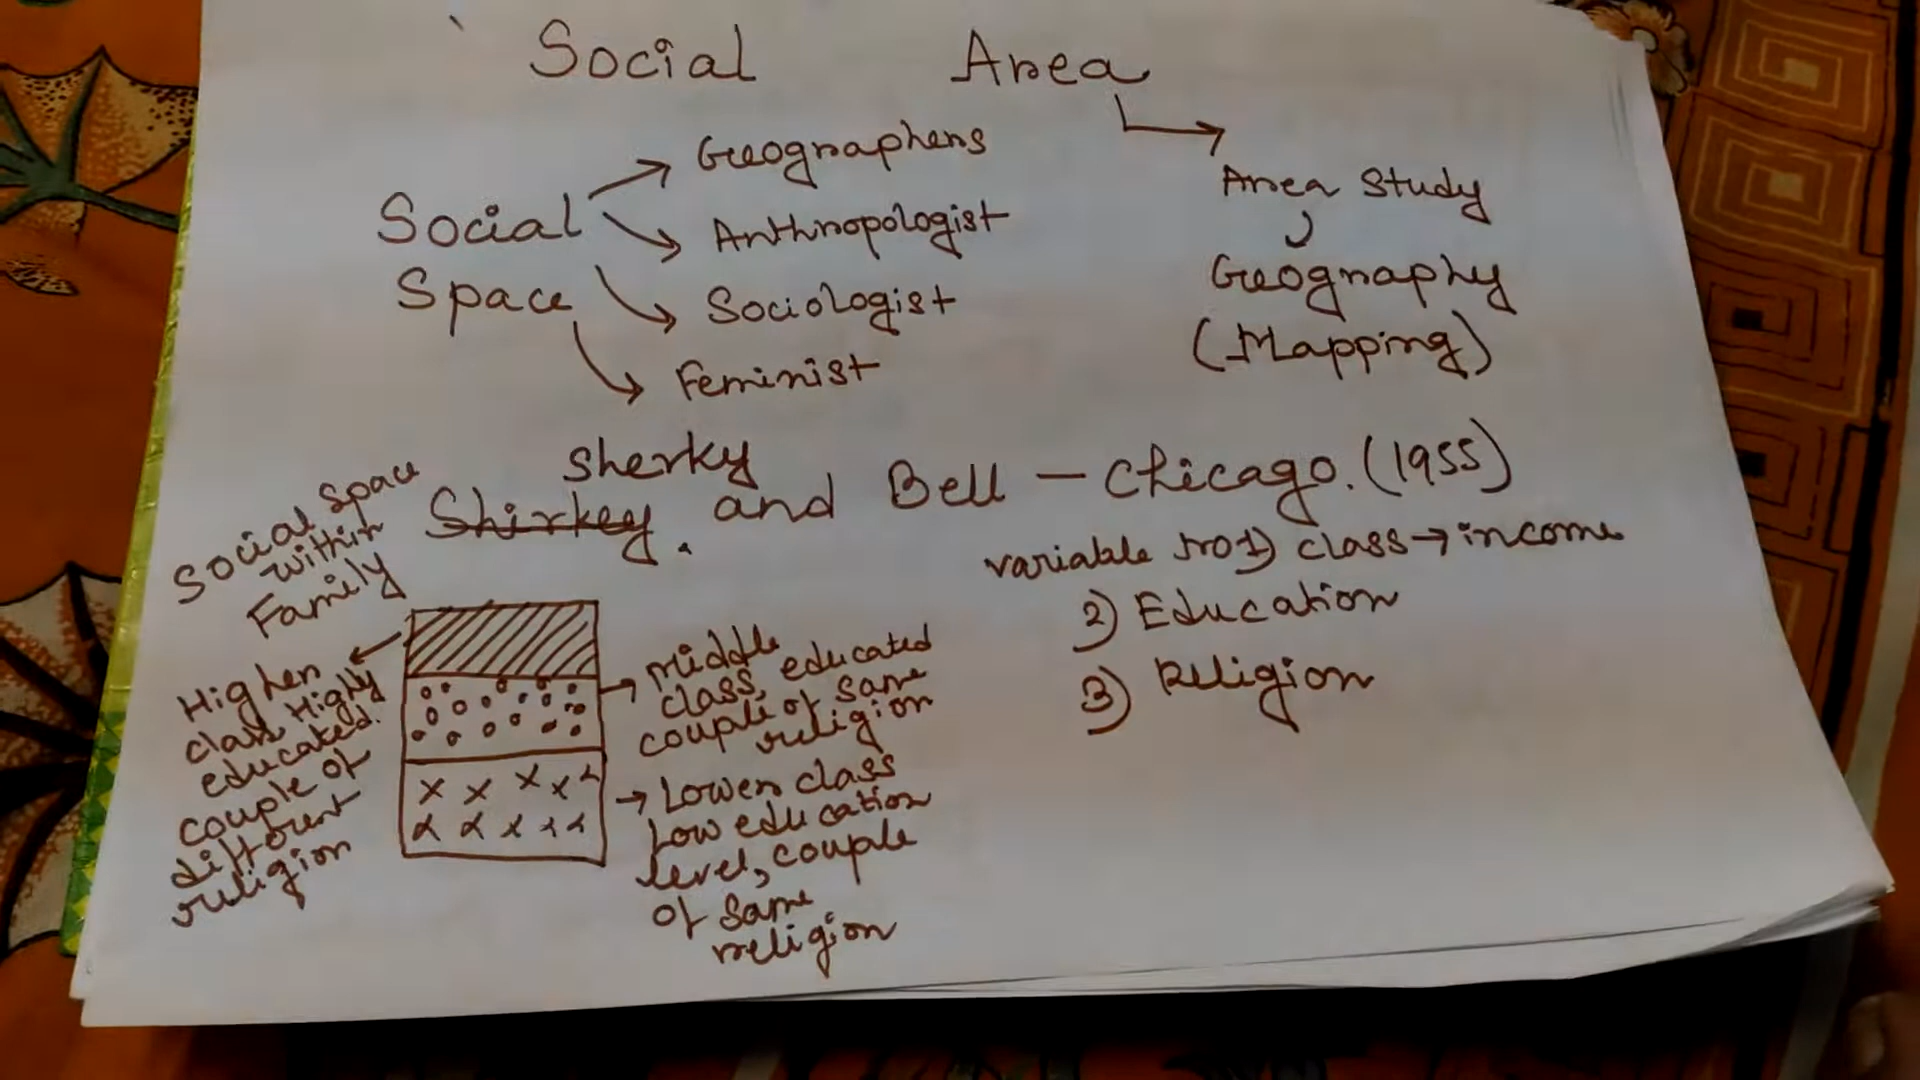 Social Area
Social
Space
Geographers
Anthropologist
Sociologist
Feminist
Area Study
Geography
(Mapping)
Sherky
Shirkey. and Bell - Chicago. (1955)
variable no 1) class → income
2) Education
3) Religion
Social Space
within
Family
Higher
class Highly
educated.
couple of
different
religion
middle
class, educated
couple of same
religion
Lower class
Low education
level, couple
of same
religion